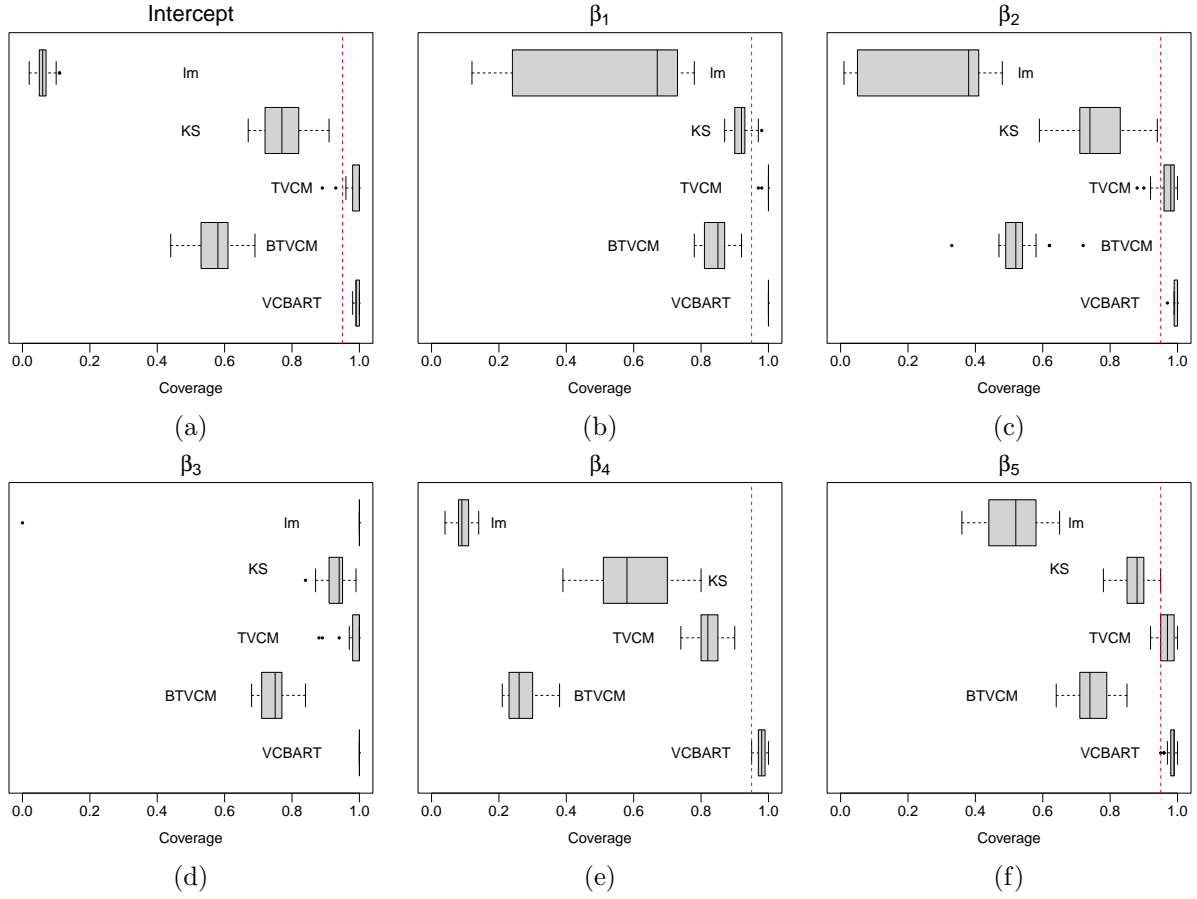 Intercept
lm
KS
TVCM
BTVCM
VCBART
0.0 0.2 0.4 0.6 0.8 1.0
Coverage
(a)
β1
lm
KS
TVCM
BTVCM
VCBART
0.0 0.2 0.4 0.6 0.8 1.0
Coverage
(b)
β2
lm
KS
TVCM
BTVCM
VCBART
0.0 0.2 0.4 0.6 0.8 1.0
Coverage
(c)
β3
lm
KS
TVCM
BTVCM
VCBART
0.0 0.2 0.4 0.6 0.8 1.0
Coverage
(d)
β4
lm
KS
TVCM
BTVCM
VCBART
0.0 0.2 0.4 0.6 0.8 1.0
Coverage
(e)
β5
lm
KS
TVCM
BTVCM
VCBART
0.0 0.2 0.4 0.6 0.8 1.0
Coverage
(f)